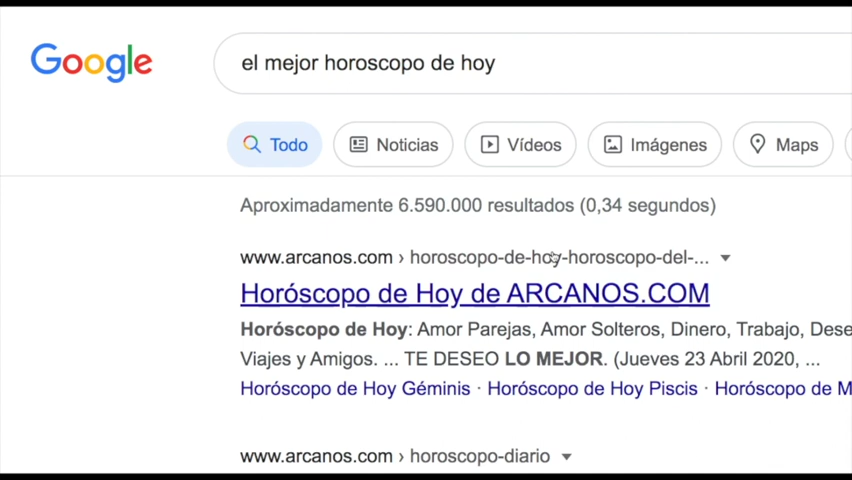 Google
el mejor horoscopo de hoy
Todo
Noticias
Vídeos
Imágenes
Maps
Aproximadamente 6.590.000 resultados (0,34 segundos)
www.arcanos.com › horoscopo-de-hoy-horoscopo-del-...
Horóscopo de Hoy de ARCANOS.COM
Horóscopo de Hoy: Amor Parejas, Amor Solteros, Dinero, Trabajo, Dese
Viajes y Amigos. ... TE DESEO LO MEJOR. (Jueves 23 Abril 2020, ...
Horóscopo de Hoy Géminis · Horóscopo de Hoy Piscis · Horóscopo de M
www.arcanos.com › horoscopo-diario